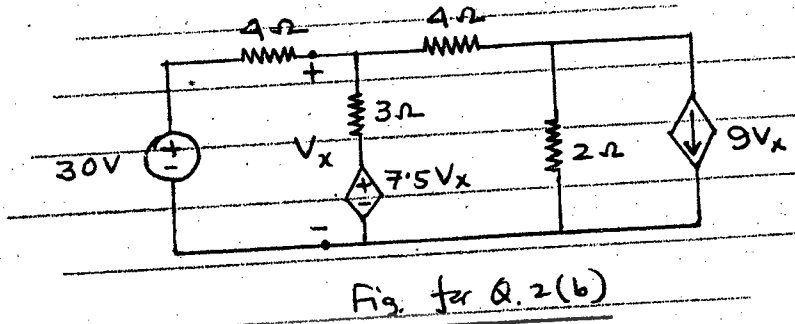 4Ω 4Ω
+
3Ω
30V + - Vx + - 7.5Vx 2Ω 9Vx
-
Fig. for Q.2(b)